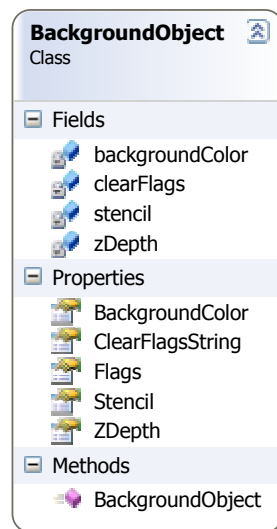 BackgroundObject
Class
Fields
backgroundColor
clearFlags
stencil
zDepth
Properties
BackgroundColor
ClearFlagsString
Flags
Stencil
ZDepth
Methods
BackgroundObject